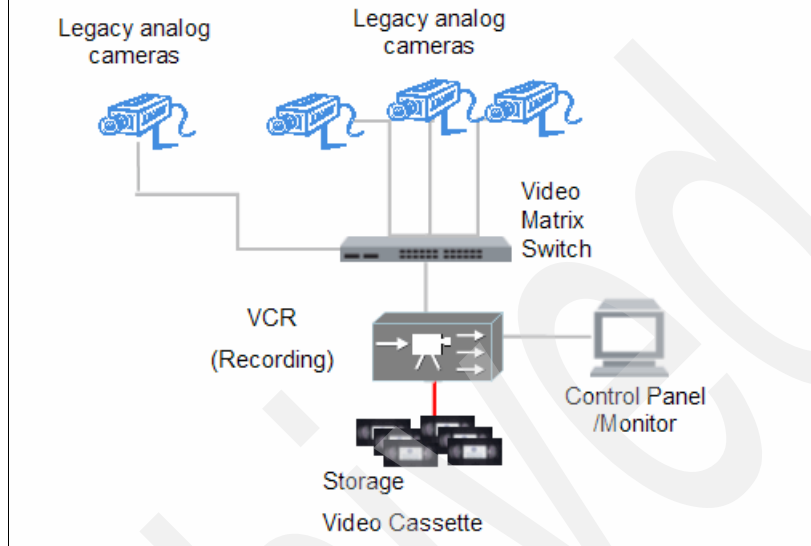 Legacy analog
cameras
Legacy analog
cameras
Video
Matrix
Switch
VCR
(Recording)
Control Panel
/Monitor
Storage
Video Cassette